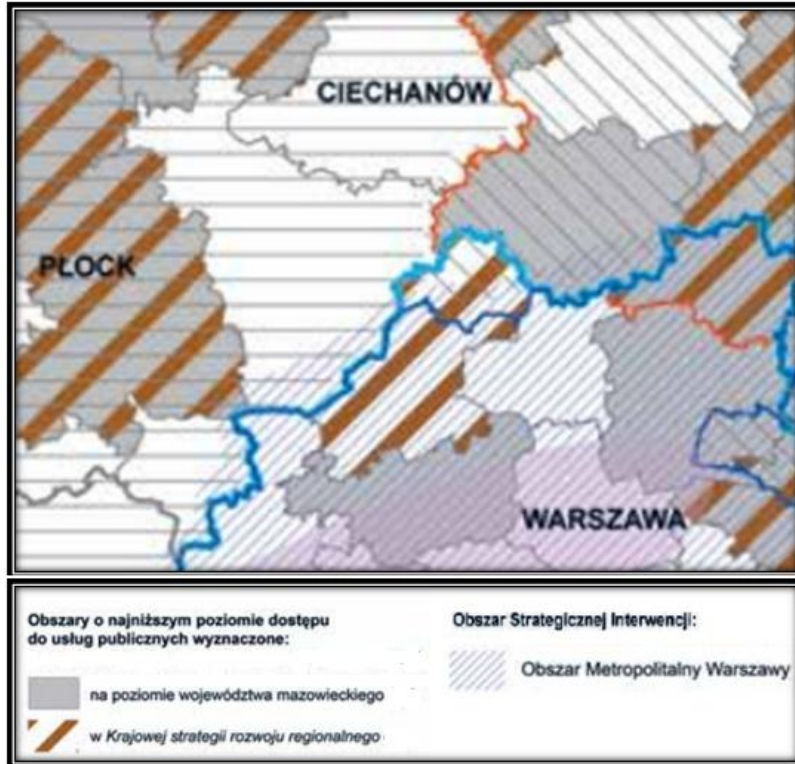 CIECHANÓW
PŁOCK
WARSZAWA
Obszary o najniższym poziomie dostępu
do usług publicznych wyznaczone:
na poziomie województwa mazowieckiego
w Krajowej strategii rozwoju regionalnego
Obszar Strategicznej Interwencji:
Obszar Metropolitalny Warszawy